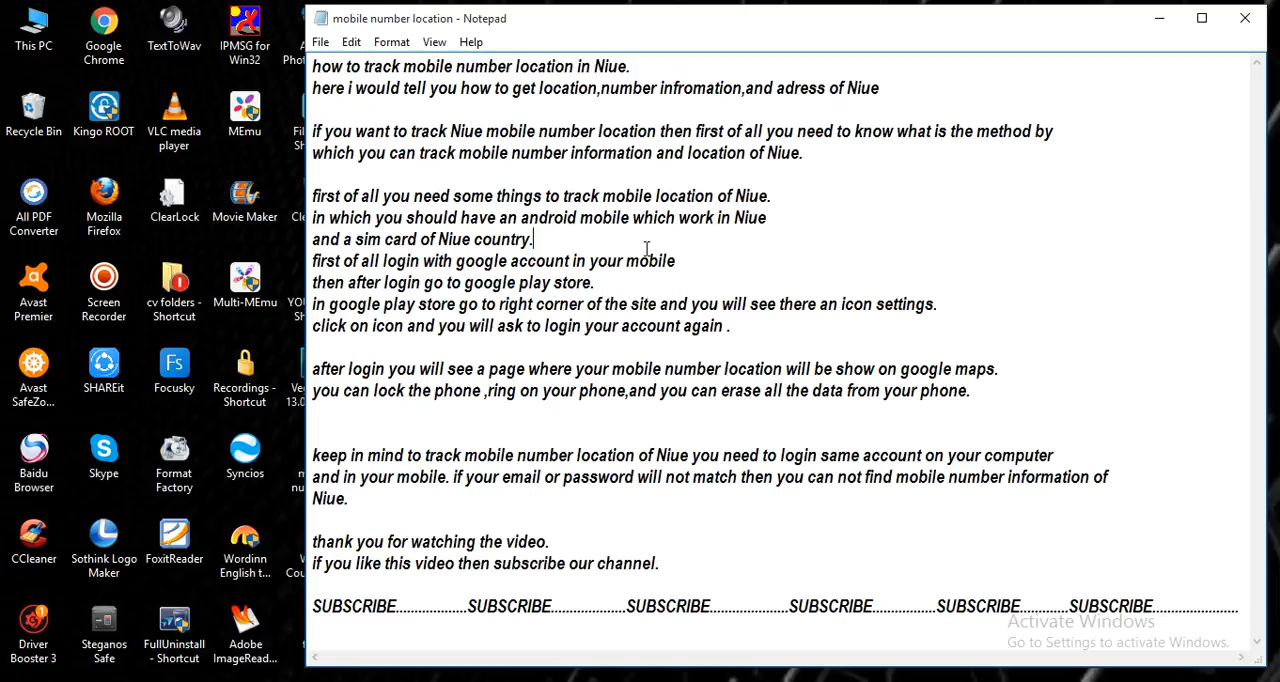 mobile number location - Notepad
File Edit Format View Help
how to track mobile number location in Niue.
here i would tell you how to get location,number infromation,and adress of Niue
if you want to track Niue mobile number location then first of all you need to know what is the method by
which you can track mobile number information and location of Niue.
first of all you need some things to track mobile location of Niue.
in which you should have an android mobile which work in Niue
and a sim card of Niue country.
first of all login with google account in your mobile
then after login go to google play store.
in google play store go to right corner of the site and you will see there an icon settings.
click on icon and you will ask to login your account again .
after login you will see a page where your mobile number location will be show on google maps.
you can lock the phone ,ring on your phone,and you can erase all the data from your phone.
keep in mind to track mobile number location of Niue you need to login same account on your computer
and in your mobile. if your email or password will not match then you can not find mobile number information of
Niue.
thank you for watching the video.
if you like this video then subscribe our channel.
SUBSCRIBE.................SUBSCRIBE..................SUBSCRIBE...................SUBSCRIBE...............SUBSCRIBE............SUBSCRIBE.....................
Activate Windows
Go to Settings to activate Windows.
This PC
Google
Chrome
TextToWav
IPMSG for
Win32
Recycle Bin
Kingo ROOT
VLC media
player
MEmu
All PDF
Converter
Mozilla
Firefox
ClearLock
Movie Maker
Avast
Premier
Screen
Recorder
cv folders -
Shortcut
Multi-MEmu
Avast
SafeZo...
SHAREit
Fs
Focusky
Recordings -
Shortcut
Baidu
Browser
Skype
Format
Factory
Syncios
CCleaner
Sothink Logo
Maker
FoxitReader
Wordinn
English t...
Driver
Booster 3
Steganos
Safe
FullUninstall
- Shortcut
Adobe
ImageRead...